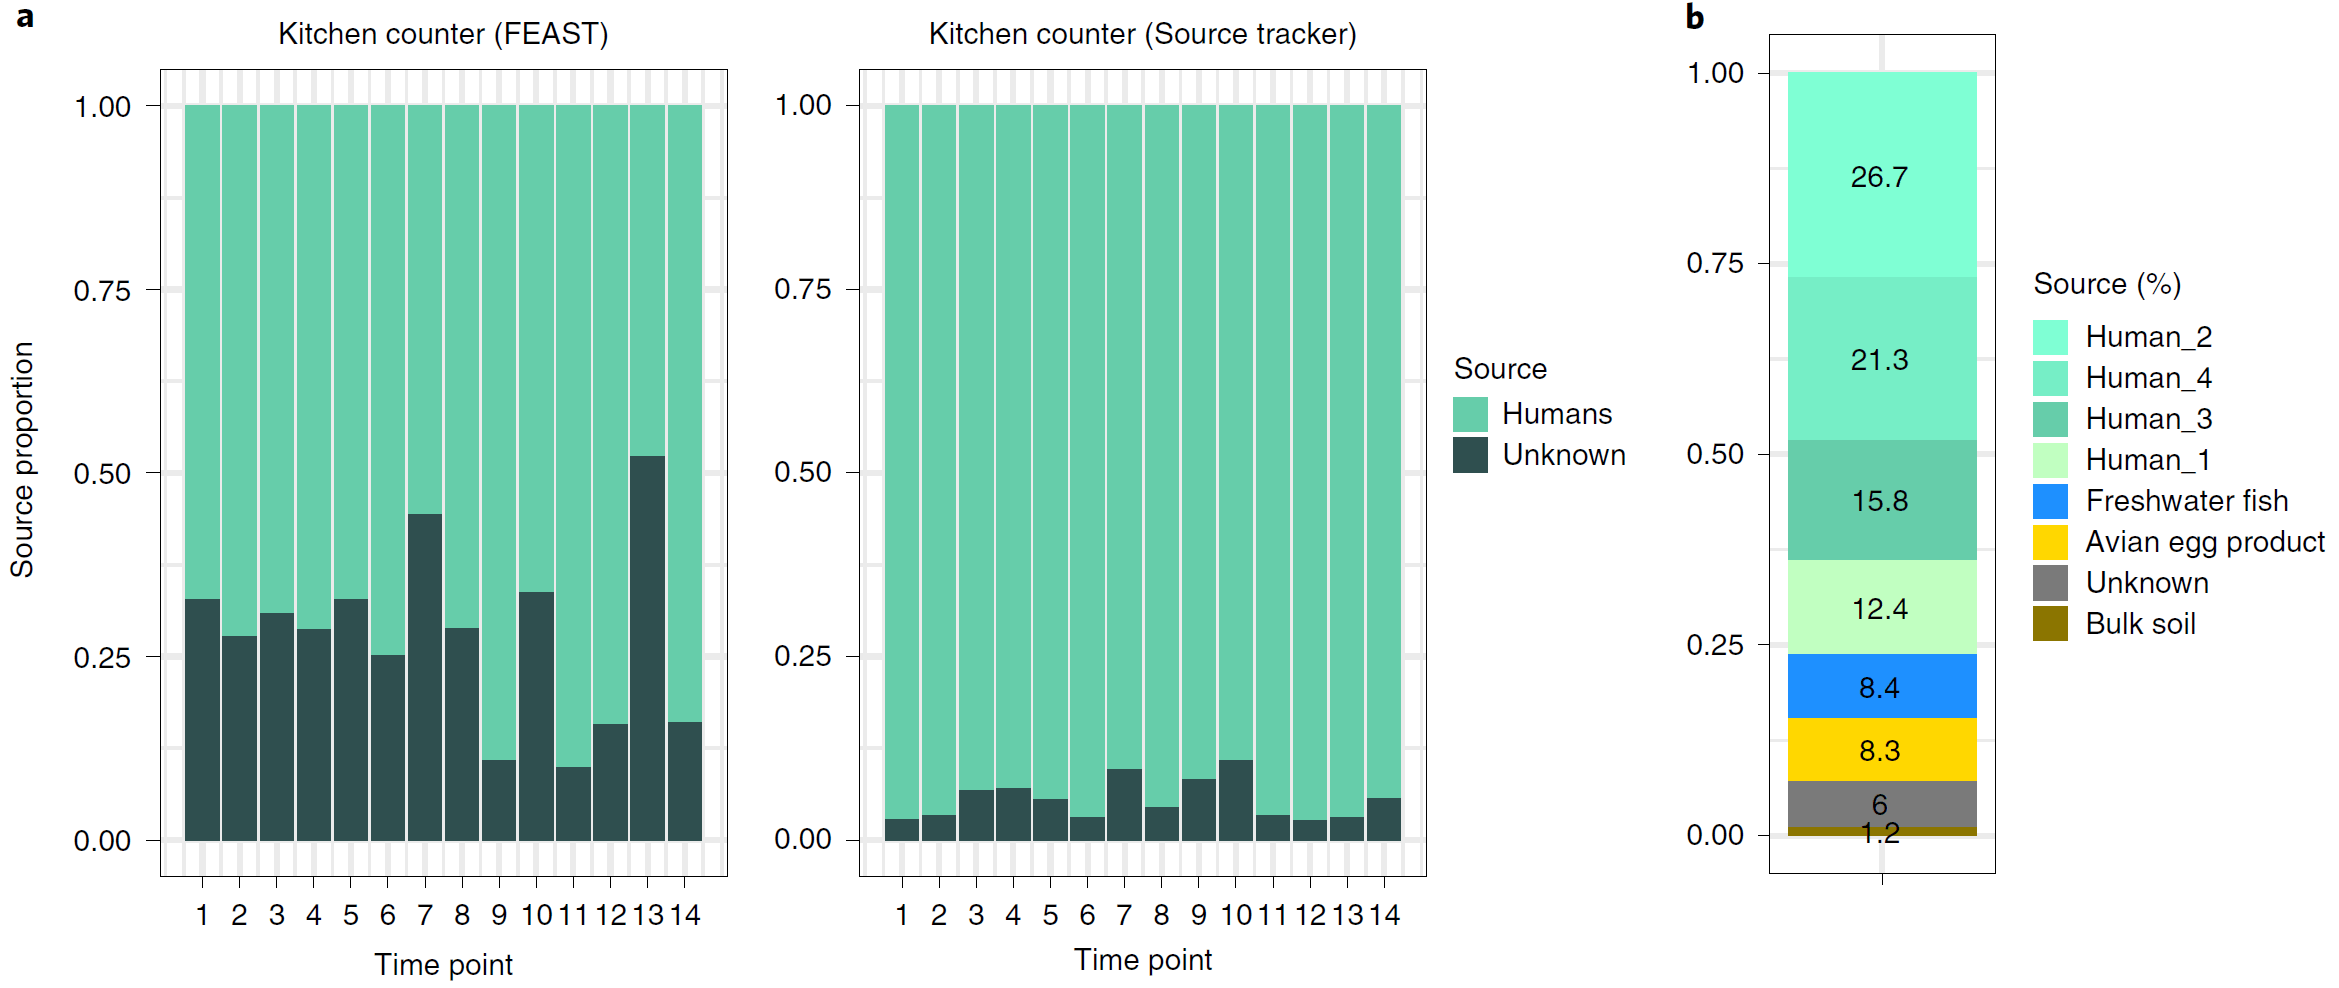 a
Kitchen counter (FEAST)
Source proportion
1.00
0.75
0.50
0.25
0.00
1 2 3 4 5 6 7 8 9 10 11 12 13 14
Time point
Kitchen counter (Source tracker)
1.00
0.75
0.50
0.25
0.00
1 2 3 4 5 6 7 8 9 10 11 12 13 14
Time point
Source
Humans
Unknown
b
1.00
0.75
0.50
0.25
0.00
26.7
21.3
15.8
12.4
8.4
8.3
6
1.2
Source (%)
Human_2
Human_4
Human_3
Human_1
Freshwater fish
Avian egg product
Unknown
Bulk soil